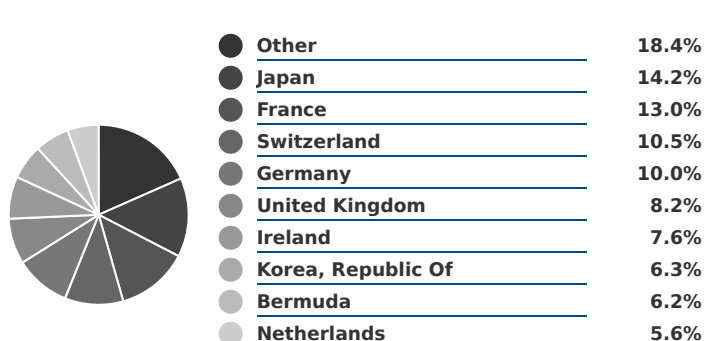 Other 18.4%
Japan 14.2%
France 13.0%
Switzerland 10.5%
Germany 10.0%
United Kingdom 8.2%
Ireland 7.6%
Korea, Republic Of 6.3%
Bermuda 6.2%
Netherlands 5.6%